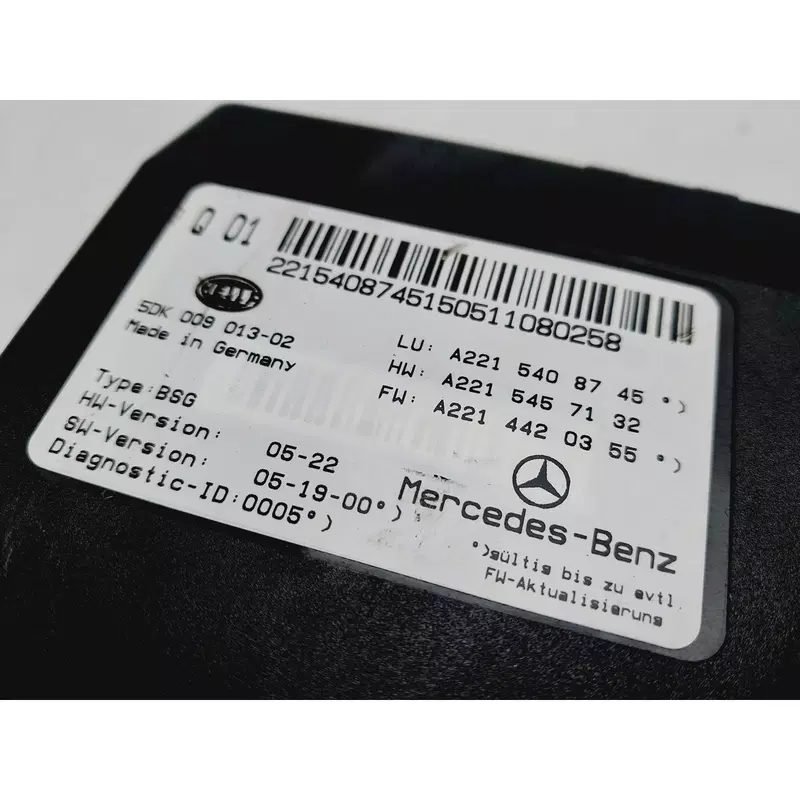 Q 01
2215408745150511080258
HELLA
5DK 009 013-02
Made in Germany
LU: A221 540 87 45 *)
HW: A221 545 71 32
FW: A221 442 03 55 *)
Type:BSG
HW-Version: 05-22
SW-Version: 05-19-00*)
Diagnostic-ID:0005*)
Mercedes-Benz
*)gültig bis zu evtl.
FW-Aktualisierung